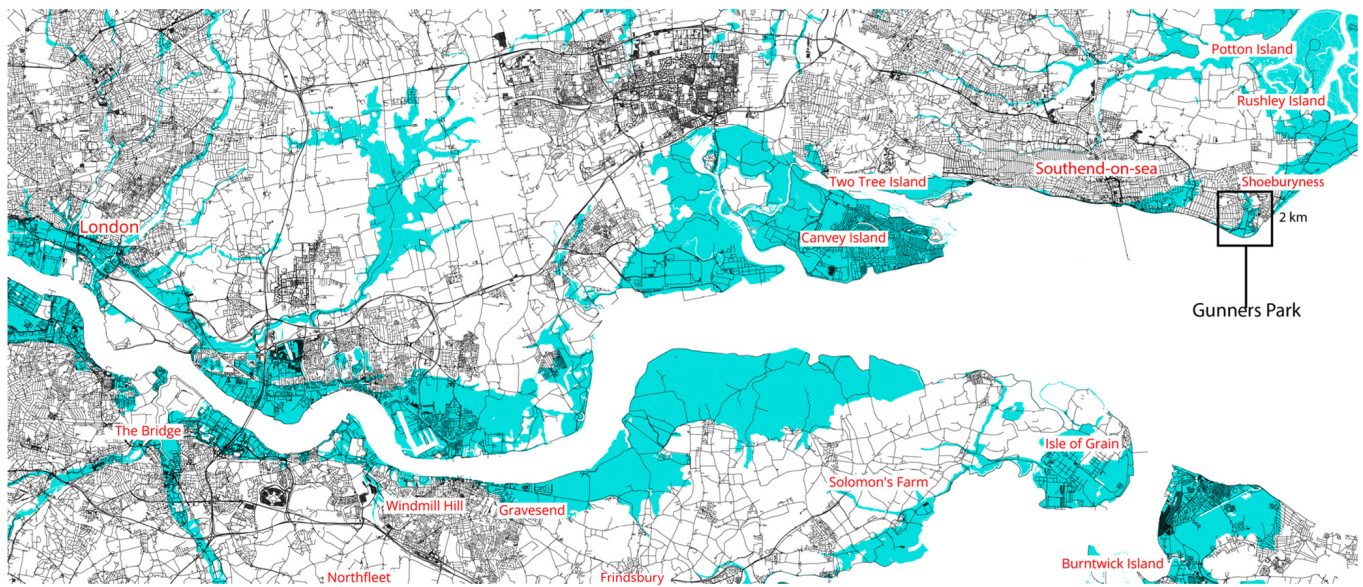 Potton Island
Rushley Island
Southend-on-sea
Two Tree Island
Shoeburyness
2 km
London
Canvey Island
Gunners Park
The Bridge
Isle of Grain
Solomon's Farm
Windmill Hill
Gravesend
Burntwick Island
Northfleet
Frindsbury